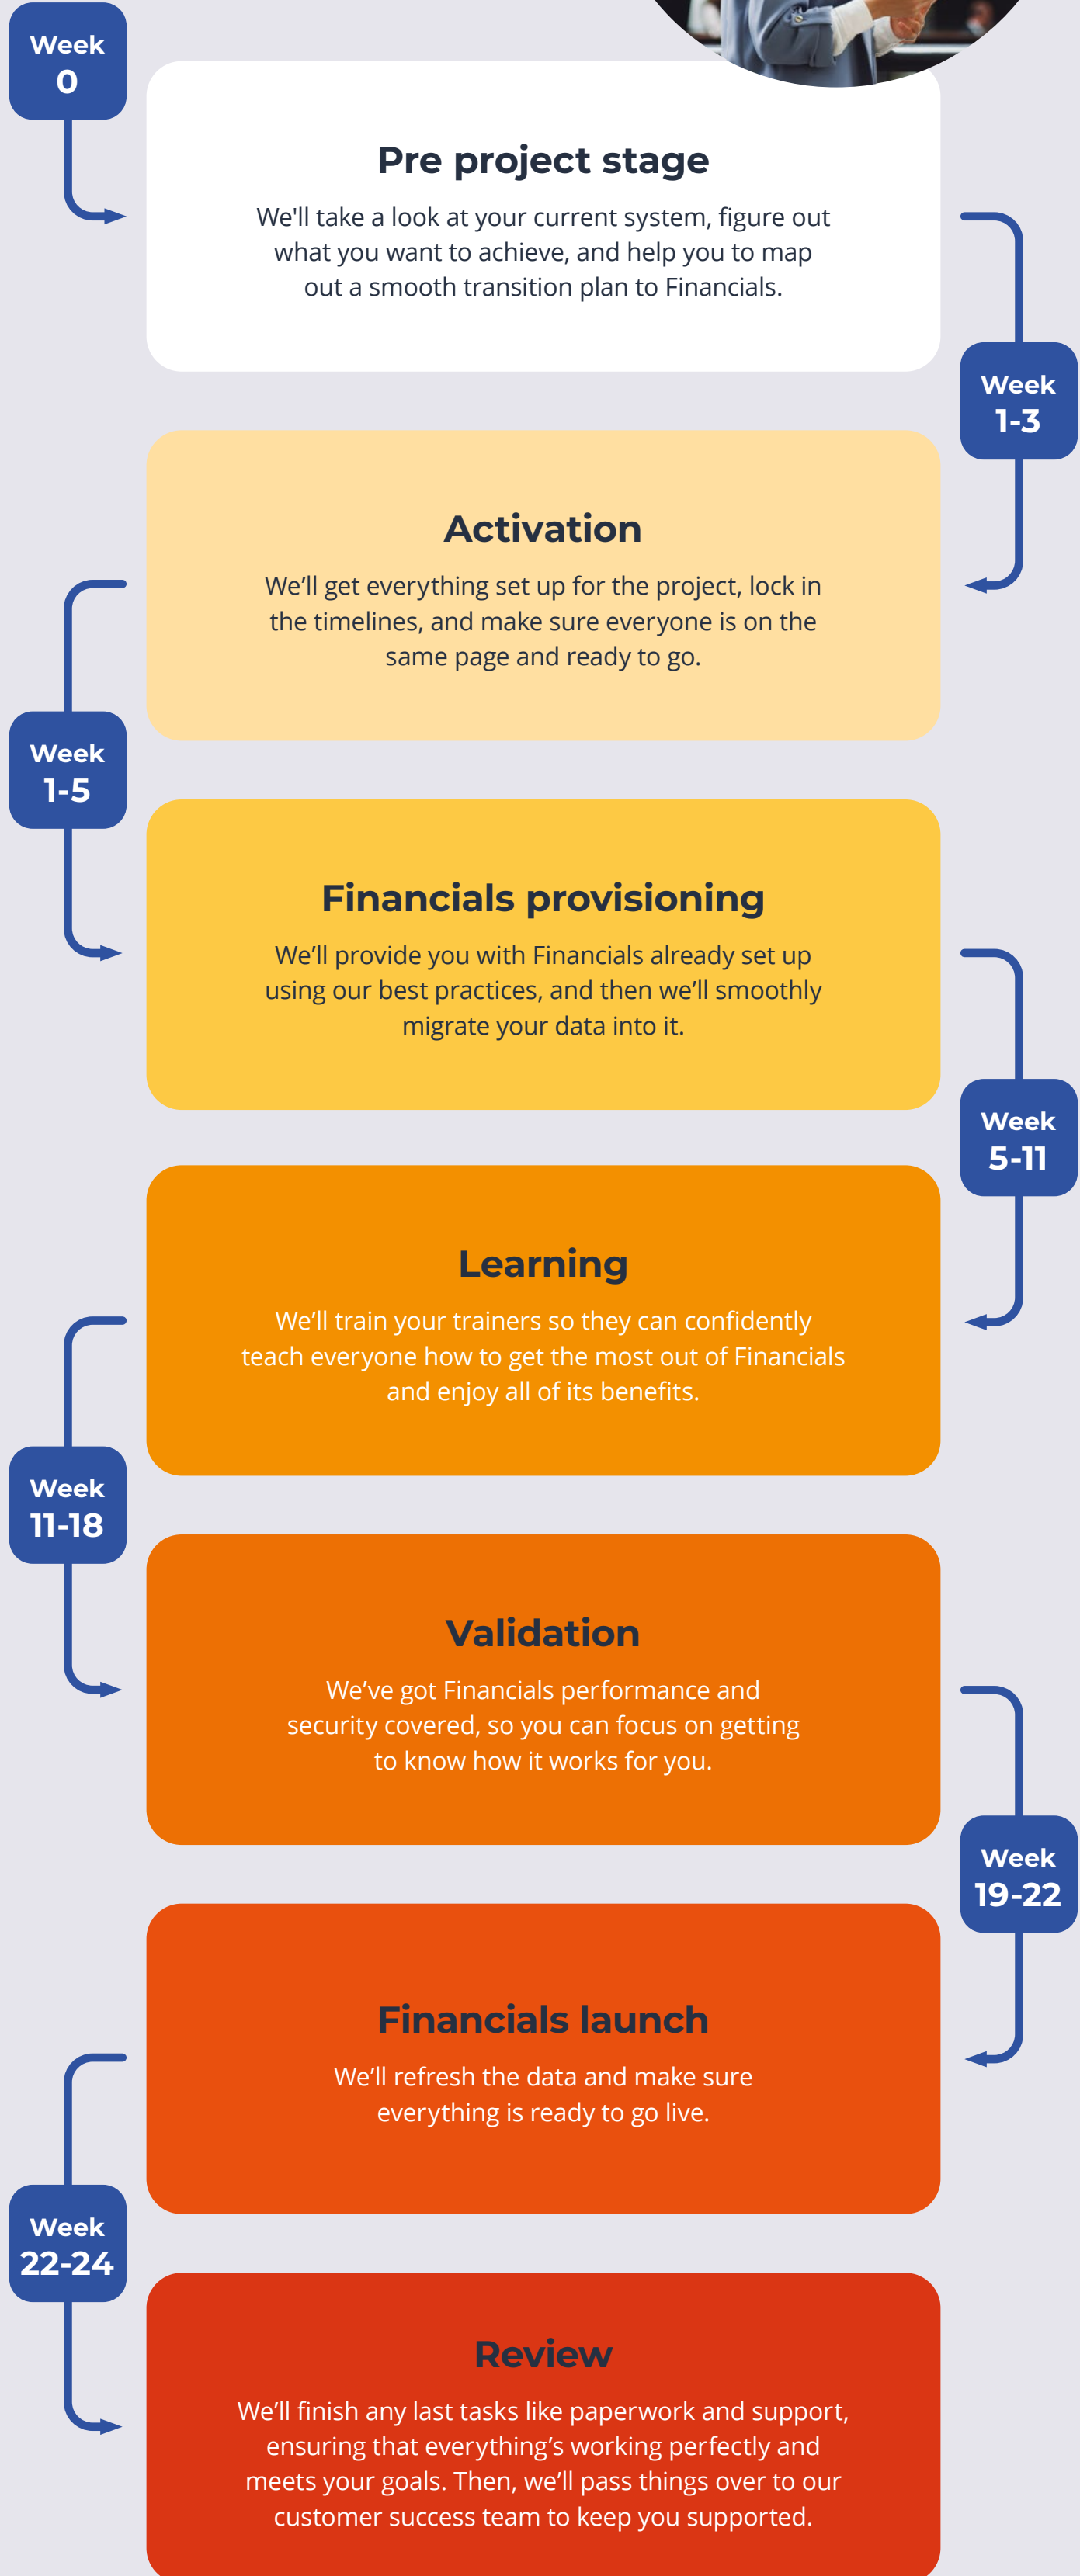 Week
0
Pre project stage
We'll take a look at your current system, figure out
what you want to achieve, and help you to map
out a smooth transition plan to Financials.
Week
1-3
Activation
We’ll get everything set up for the project, lock in
the timelines, and make sure everyone is on the
same page and ready to go.
Week
1-5
Financials provisioning
We’ll provide you with Financials already set up
using our best practices, and then we’ll smoothly
migrate your data into it.
Week
5-11
Learning
We’ll train your trainers so they can confidently
teach everyone how to get the most out of Financials
and enjoy all of its benefits.
Week
11-18
Validation
We’ve got Financials performance and
security covered, so you can focus on getting
to know how it works for you.
Week
19-22
Financials launch
We’ll refresh the data and make sure
everything is ready to go live.
Week
22-24
Review
We’ll finish any last tasks like paperwork and support,
ensuring that everything’s working perfectly and
meets your goals. Then, we’ll pass things over to our
customer success team to keep you supported.